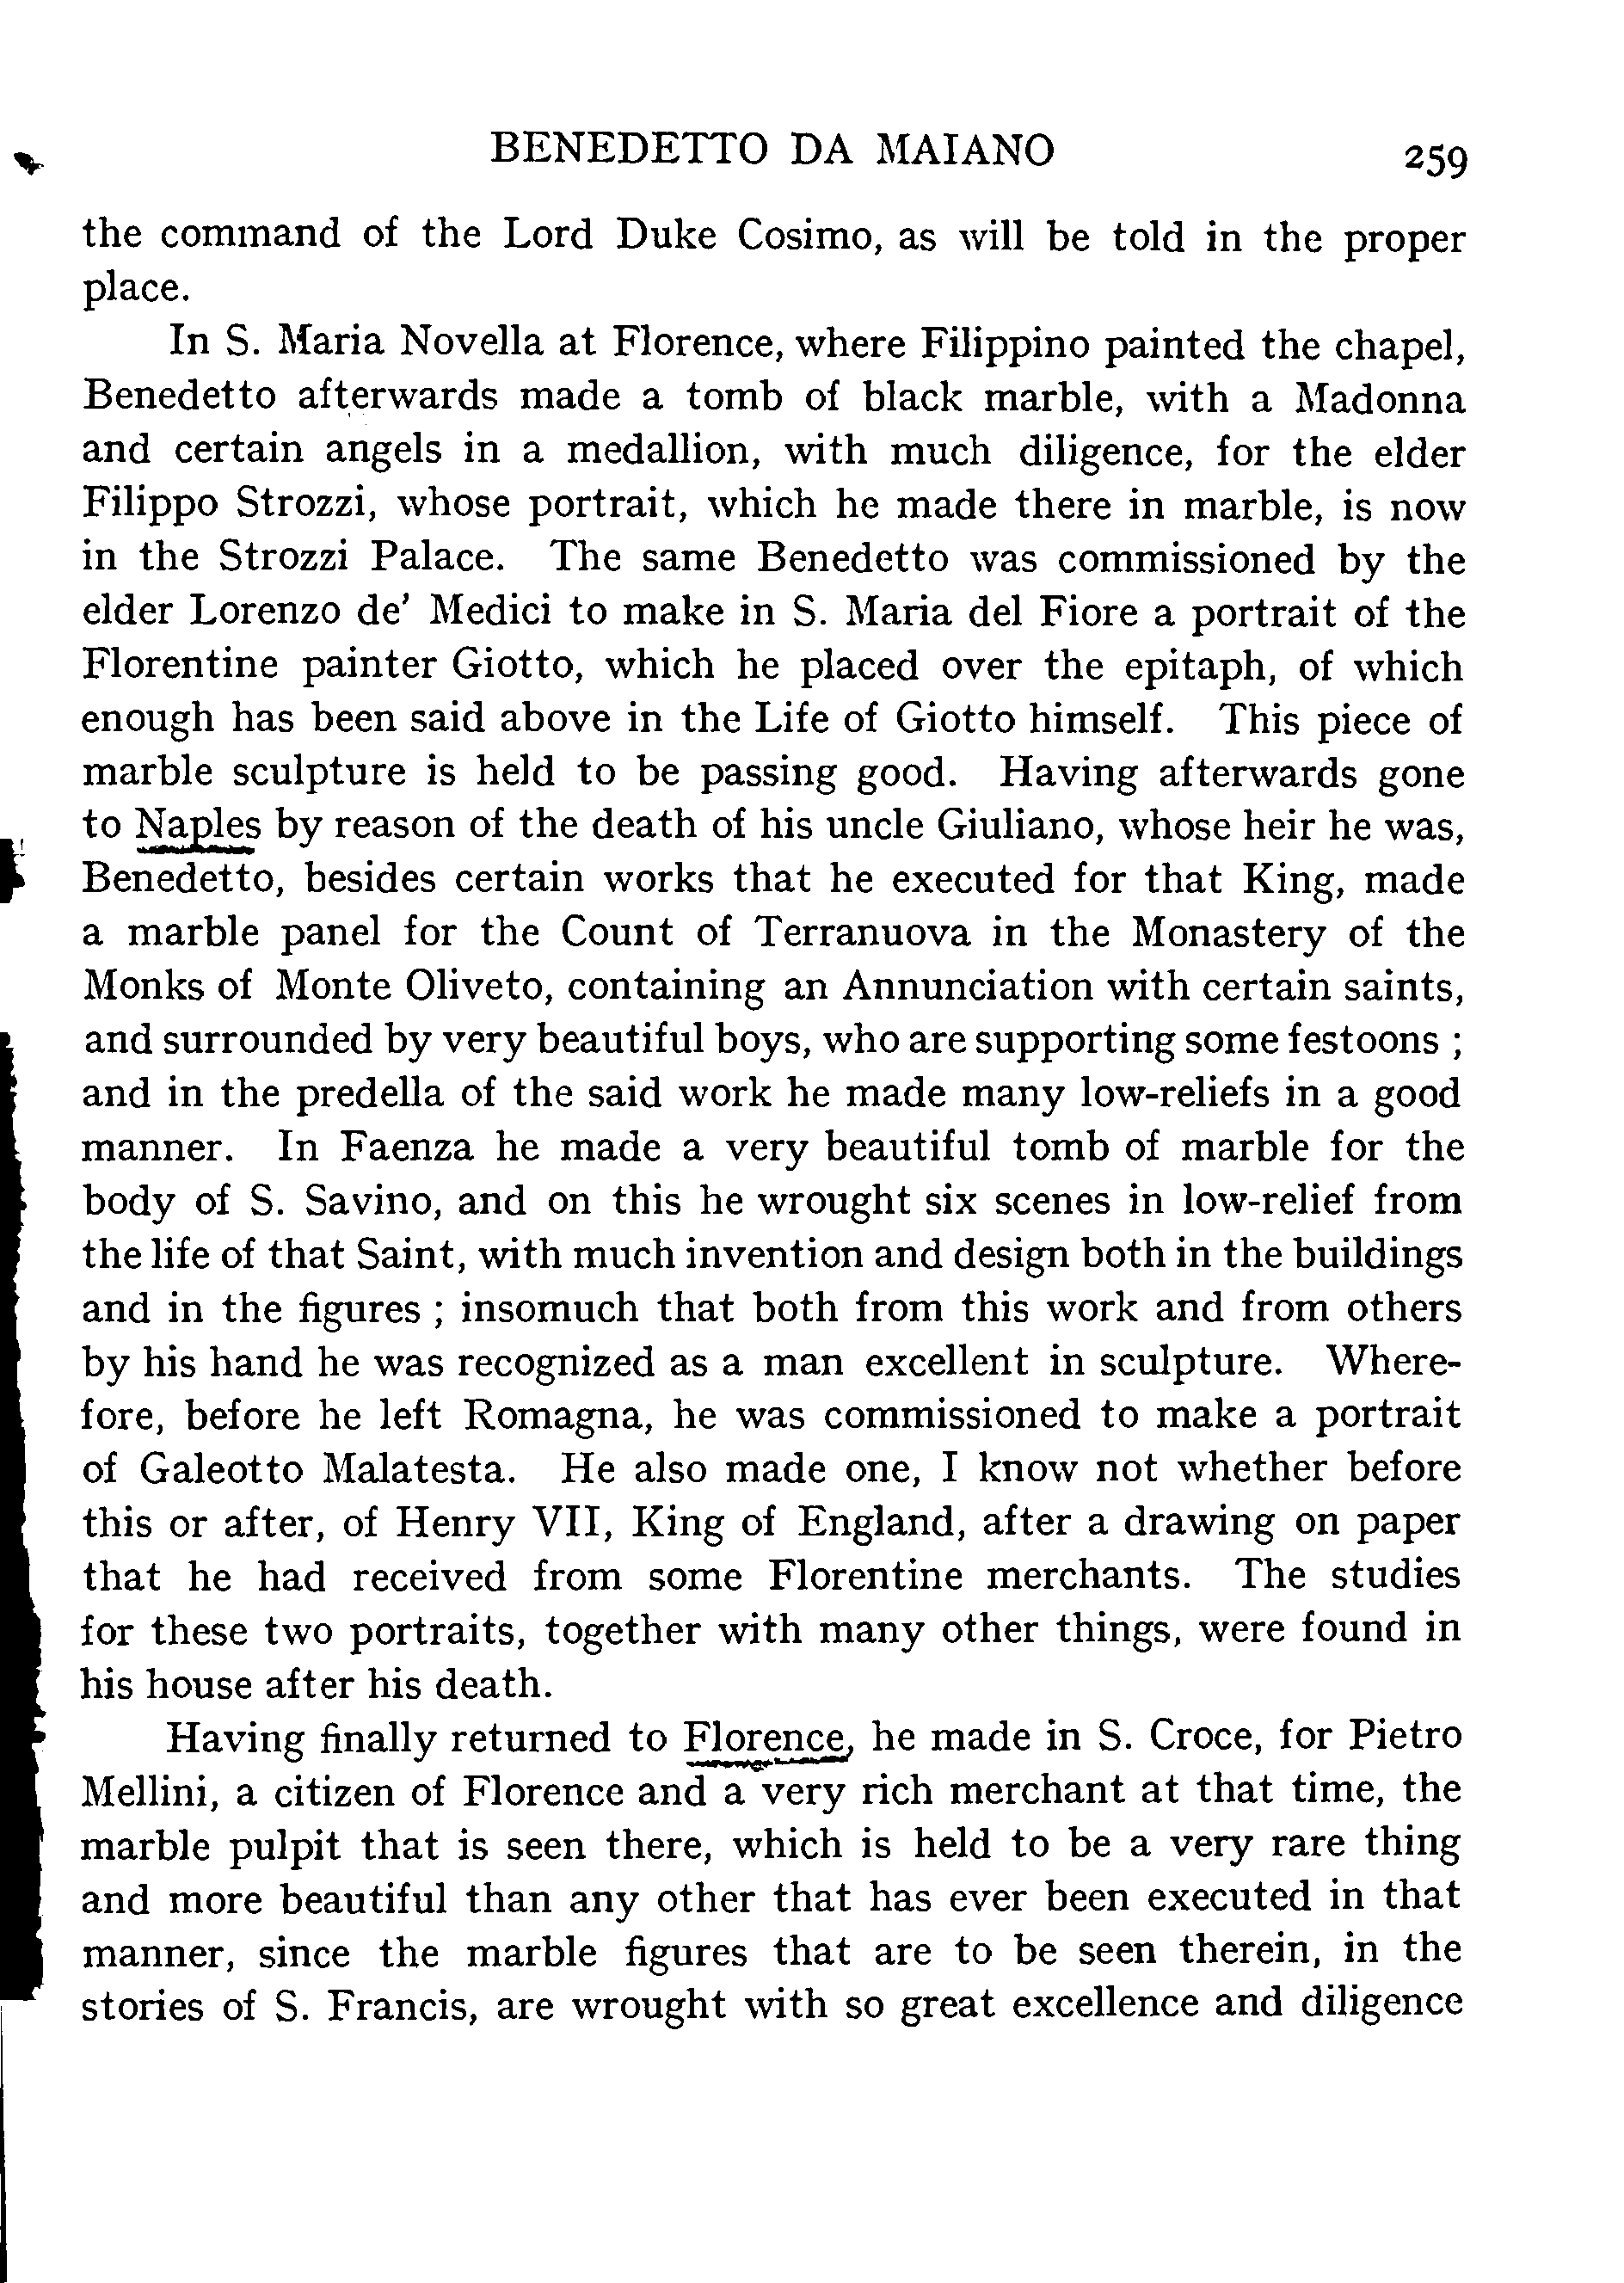 BENEDETTO DA MAIANO 259
the command of the Lord Duke Cosimo, as will be told in the proper
place.
In S. Maria Novella at Florence, where Filippino painted the chapel,
Benedetto afterwards made a tomb of black marble, with a Madonna
and certain angels in a medallion, with much diligence, for the elder
Filippo Strozzi, whose portrait, which he made there in marble, is now
in the Strozzi Palace. The same Benedetto was commissioned by the
elder Lorenzo de' Medici to make in S. Maria del Fiore a portrait of the
Florentine painter Giotto, which he placed over the epitaph, of which
enough has been said above in the Life of Giotto himself. This piece of
marble sculpture is held to be passing good. Having afterwards gone
to Naples by reason of the death of his uncle Giuliano, whose heir he was,
Benedetto, besides certain works that he executed for that King, made
a marble panel for the Count of Terranuova in the Monastery of the
Monks of Monte Oliveto, containing an Annunciation with certain saints,
and surrounded by very beautiful boys, who are supporting some festoons ;
and in the predella of the said work he made many low-reliefs in a good
manner. In Faenza he made a very beautiful tomb of marble for the
body of S. Savino, and on this he wrought six scenes in low-relief from
the life of that Saint, with much invention and design both in the buildings
and in the figures ; insomuch that both from this work and from others
by his hand he was recognized as a man excellent in sculpture. Where-
fore, before he left Romagna, he was commissioned to make a portrait
of Galeotto Malatesta. He also made one, I know not whether before
this or after, of Henry VII, King of England, after a drawing on paper
that he had received from some Florentine merchants. The studies
for these two portraits, together with many other things, were found in
his house after his death.
Having finally returned to Florence, he made in S. Croce, for Pietro
Mellini, a citizen of Florence and a very rich merchant at that time, the
marble pulpit that is seen there, which is held to be a very rare thing
and more beautiful than any other that has ever been executed in that
manner, since the marble figures that are to be seen therein, in the
stories of S. Francis, are wrought with so great excellence and diligence